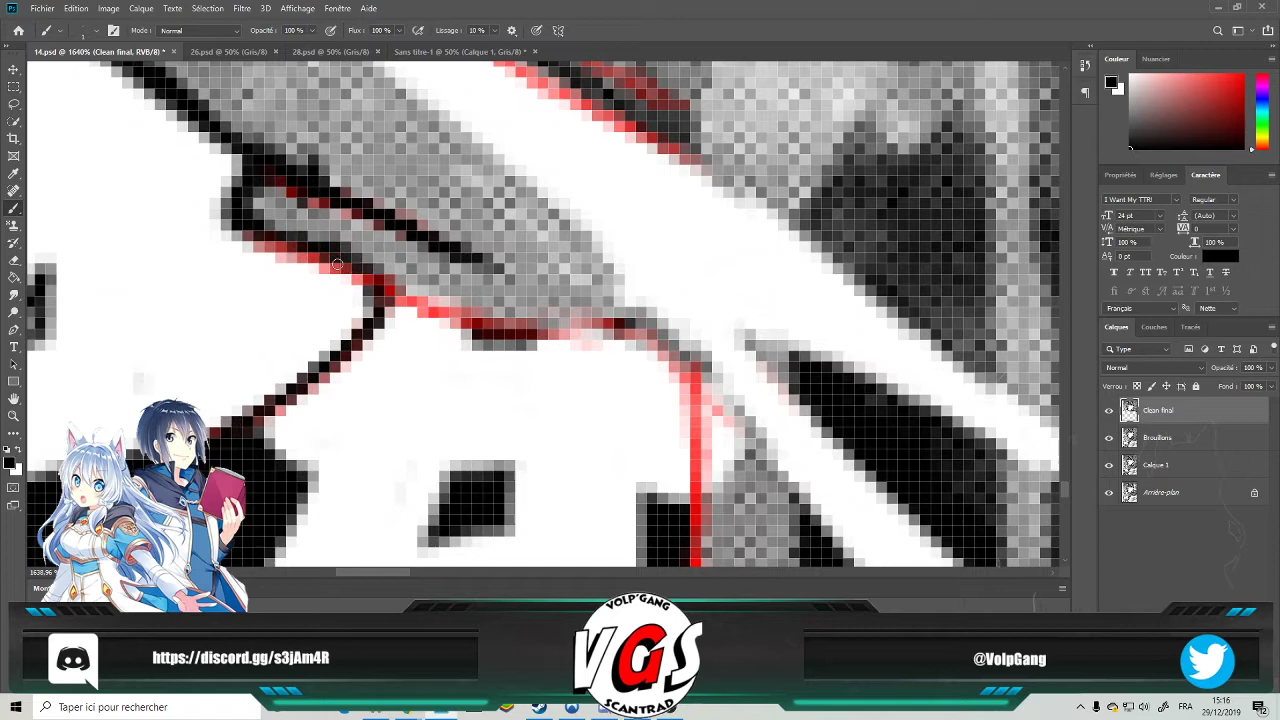 Fichier Edition Image Calque Texte Sélection Filtre 3D Affichage Fenêtre Aide
Mode : Normal Opacité : 100 % Flux : 100 % Lissage : 10 %
14.psd @ 1640% (Clean final, RVB/8) * × 26.psd @ 50% (Gris/8) × 28.psd @ 50% (Gris/8) × Sans titre-1 @ 50% (Calque 1, Gris/8) * ×
Couleur Nuancier
Propriétés Réglages Caractère
I Want My TTR! Regular
24 pt (Auto)
Métrique 0
100 % 100 %
0 pt Couleur :
Français Nette
Calques Couches Tracés
Type
Normal Opacité : 100%
Verrou : Fond : 100%
Clean final
Brouillons
Calque 1
Arrière-plan
1638.96
VOLP'GANG
VGS
SCANTRAD
https://discord.gg/s3jAm4R
@VolpGang
Taper ici pour rechercher
FRA
15:16
29/12/2019